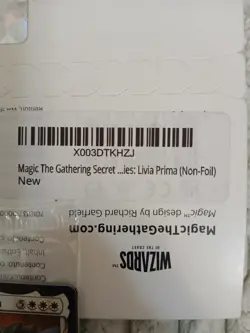 X003DTKHZJ
Magic The Gathering Secret ...ies: Livia Prima (Non-Foil)
New
Magic™ design by Richard Garfield
MagicTheGathering.com
WIZARDS™
OF THE COAST